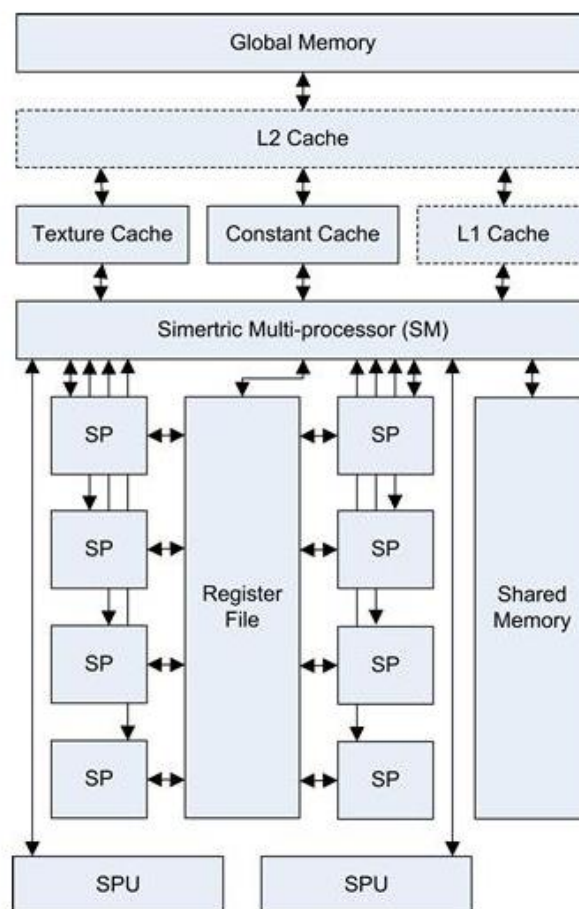 Global Memory
L2 Cache
Texture Cache
Constant Cache
L1 Cache
Simertric Multi-processor (SM)
SP
SP
SP
SP
Register
File
SP
SP
SP
SP
Shared
Memory
SPU
SPU